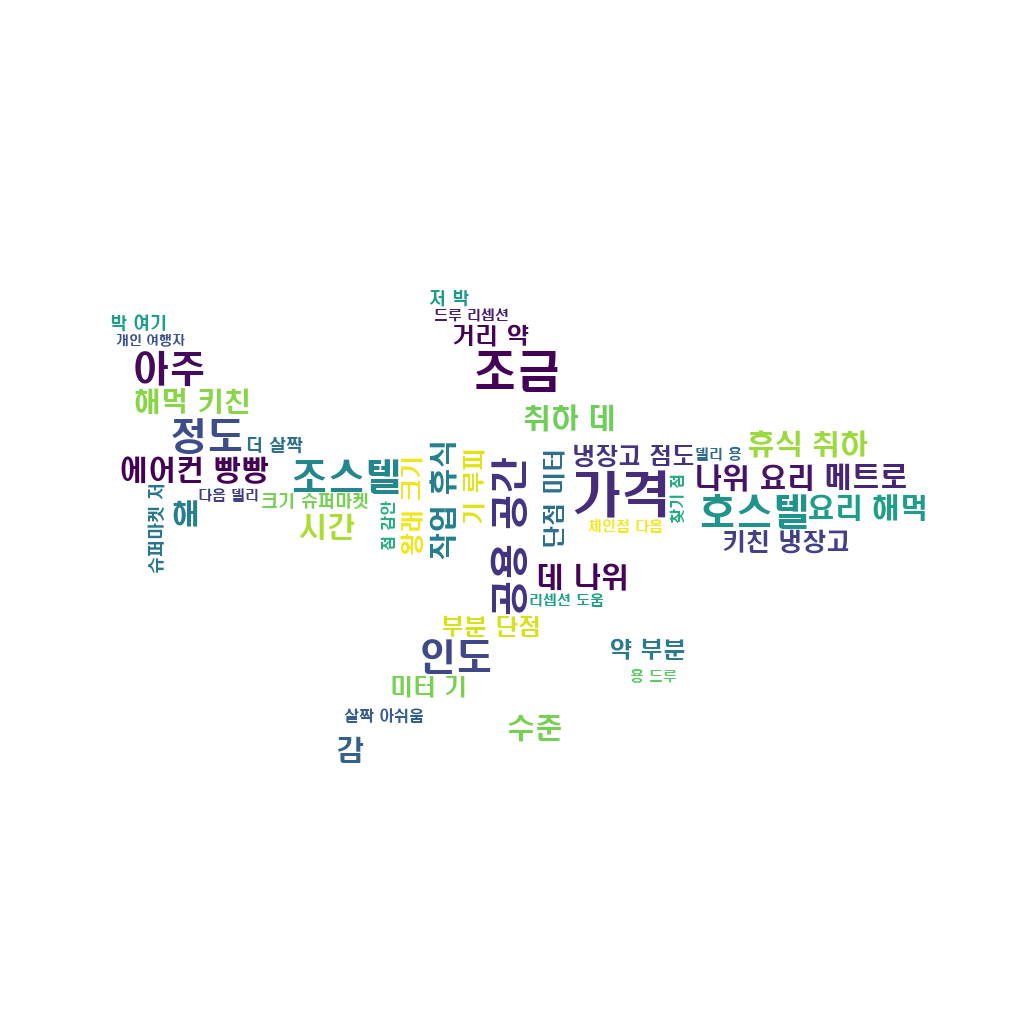 저 박
드루 리셉션
박 여기
개인 여행자
거리 약
아주
조금
해먹 키친
취하 데
정도
더 살짝
휴식 취하
냉장고 점도
델리 용
에어컨 빵빵
조스텔
왕래 크기
작업 휴식
기 루피
공용 공간
단점 미터
가격
찾기 점
나위 요리
메트로
다음 델리
크기 슈퍼마켓
슈퍼마켓 저
해
시간
점 감안
체인점 다음
호스텔
요리 해먹
키친 냉장고
데 나위
리셉션 도움
부분 단점
인도
약 부분
용 드루
미터 기
살짝 아쉬움
수준
감